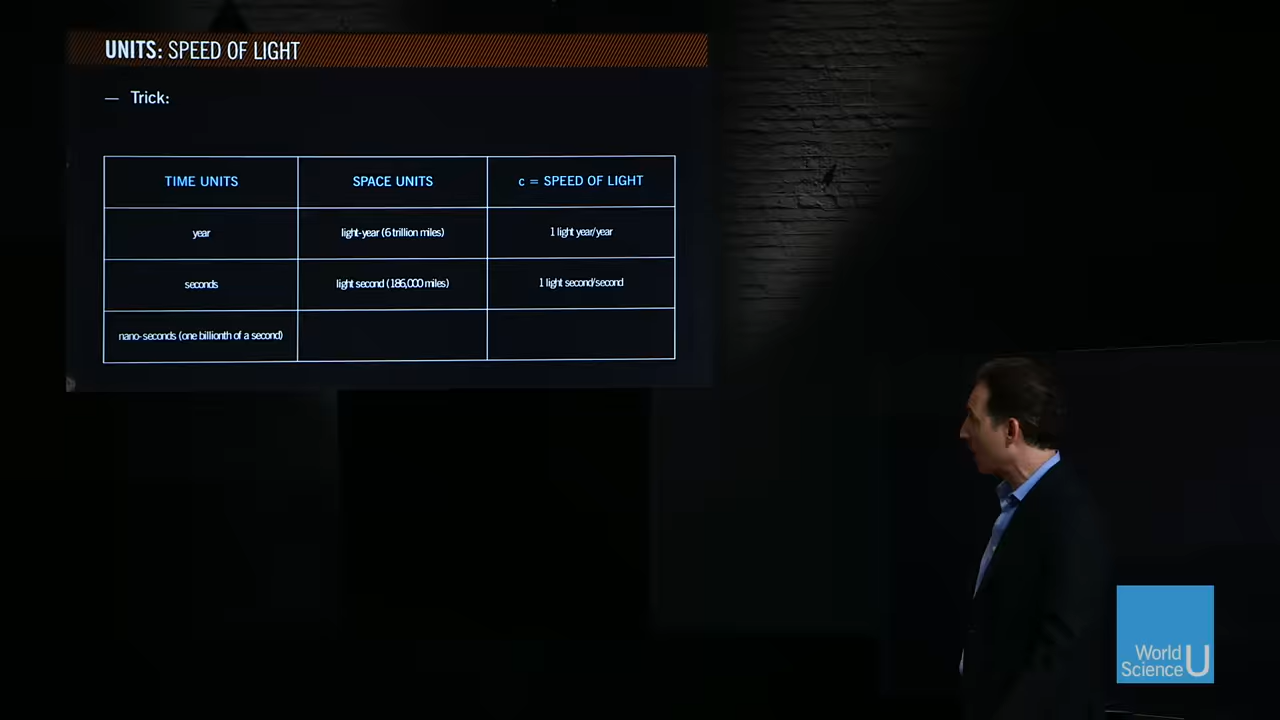 UNITS: SPEED OF LIGHT
— Trick:
TIME UNITS SPACE UNITS c = SPEED OF LIGHT
year light-year (6 trillion miles) 1 light year/year
seconds light second (186,000 miles) 1 light second/second
nano-seconds (one billionth of a second)
World
Science U